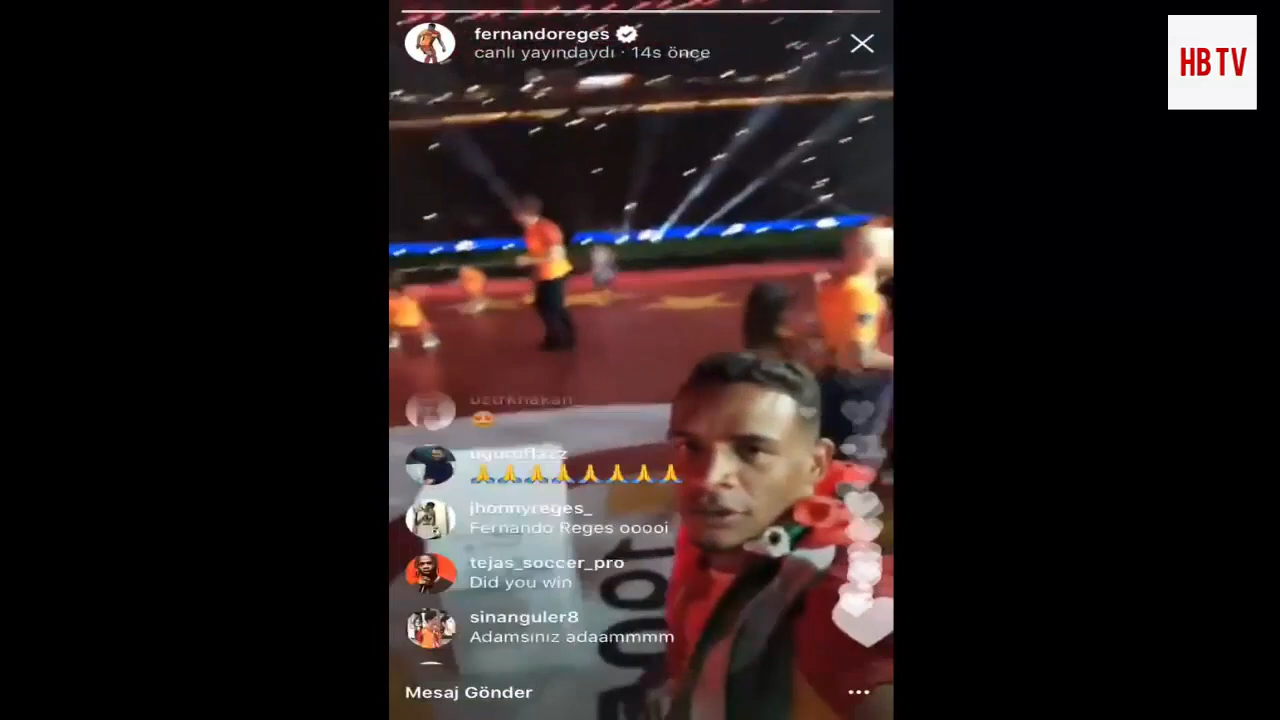 fernandoreges
canlı yayındaydı · 14s önce
HB TV
😍
🙏🙏🙏🙏🙏🙏🙏🙏
jhonnyreges_
Fernando Reges ooooi
tejas_soccer_pro
Did you win
sinanguler8
Adamsınız adaammmm
Mesaj Gönder